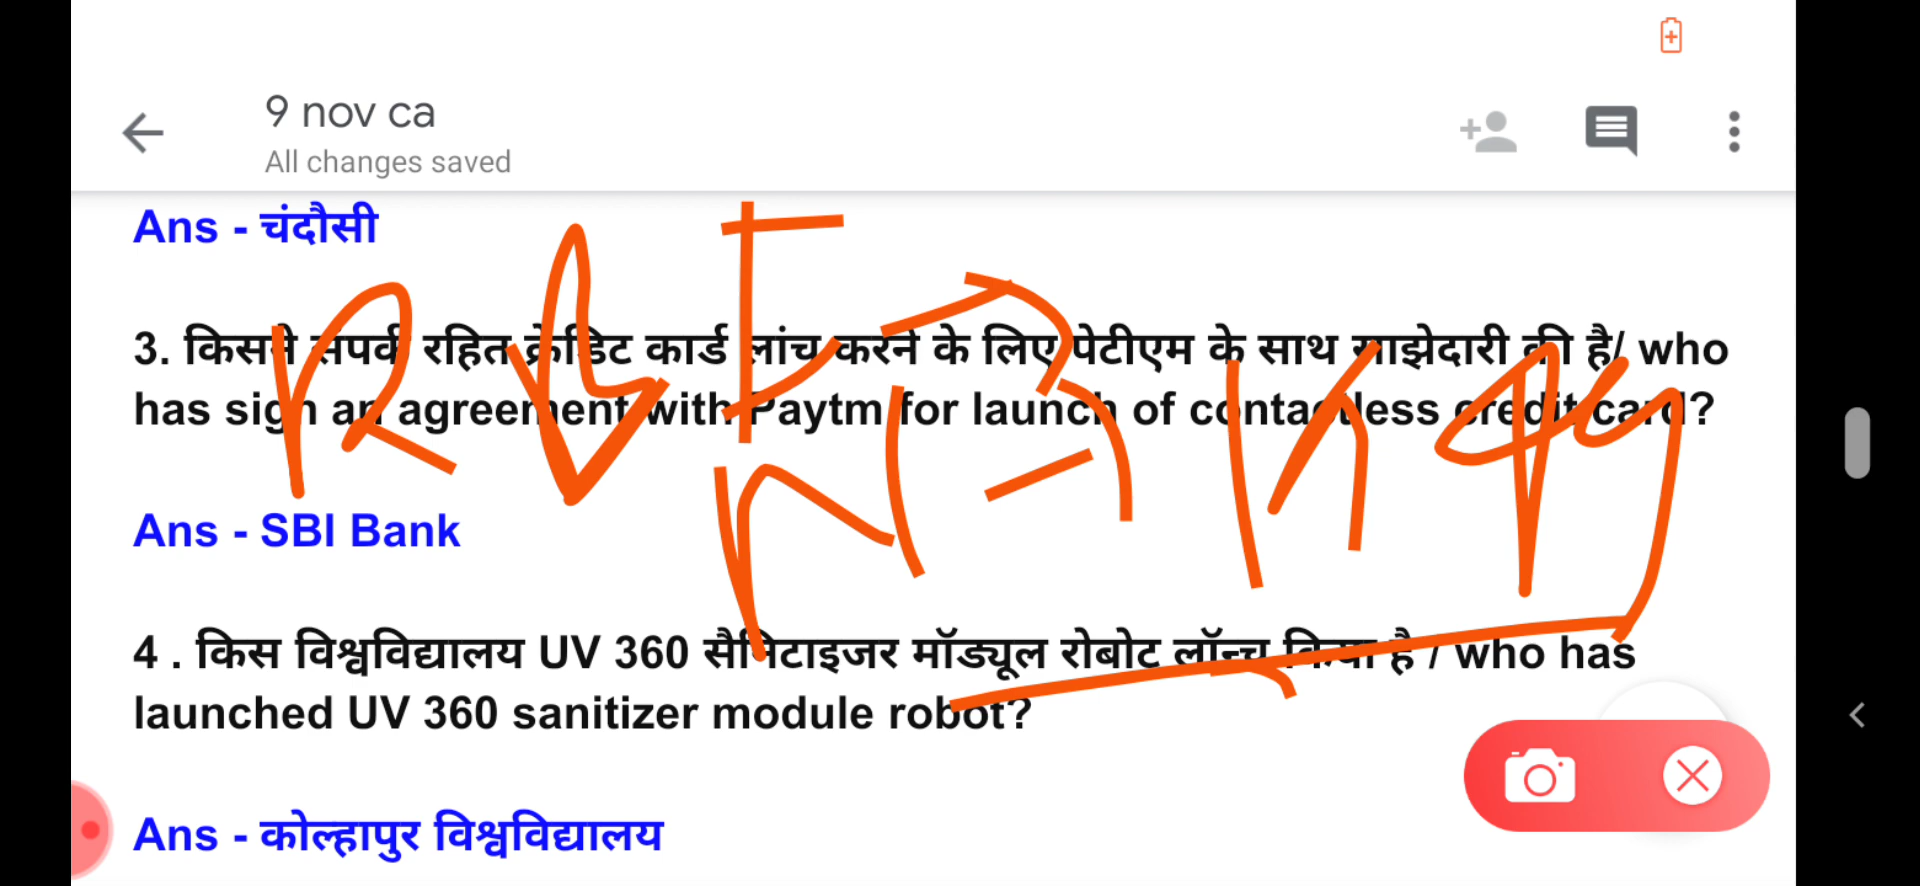 9 nov ca
All changes saved
Ans - चंदौसी
3. किसने संपर्क रहित क्रेडिट कार्ड लांच करने के लिए पेटीएम के साथ साझेदारी की है/ who
has sign an agreement with Paytm for launch of contactless credit card?
Ans - SBI Bank
4 . किस विश्वविद्यालय UV 360 सैनिटाइजर मॉड्यूल रोबोट लॉन्च किया है / who has
launched UV 360 sanitizer module robot?
Ans - कोल्हापुर विश्वविद्यालय